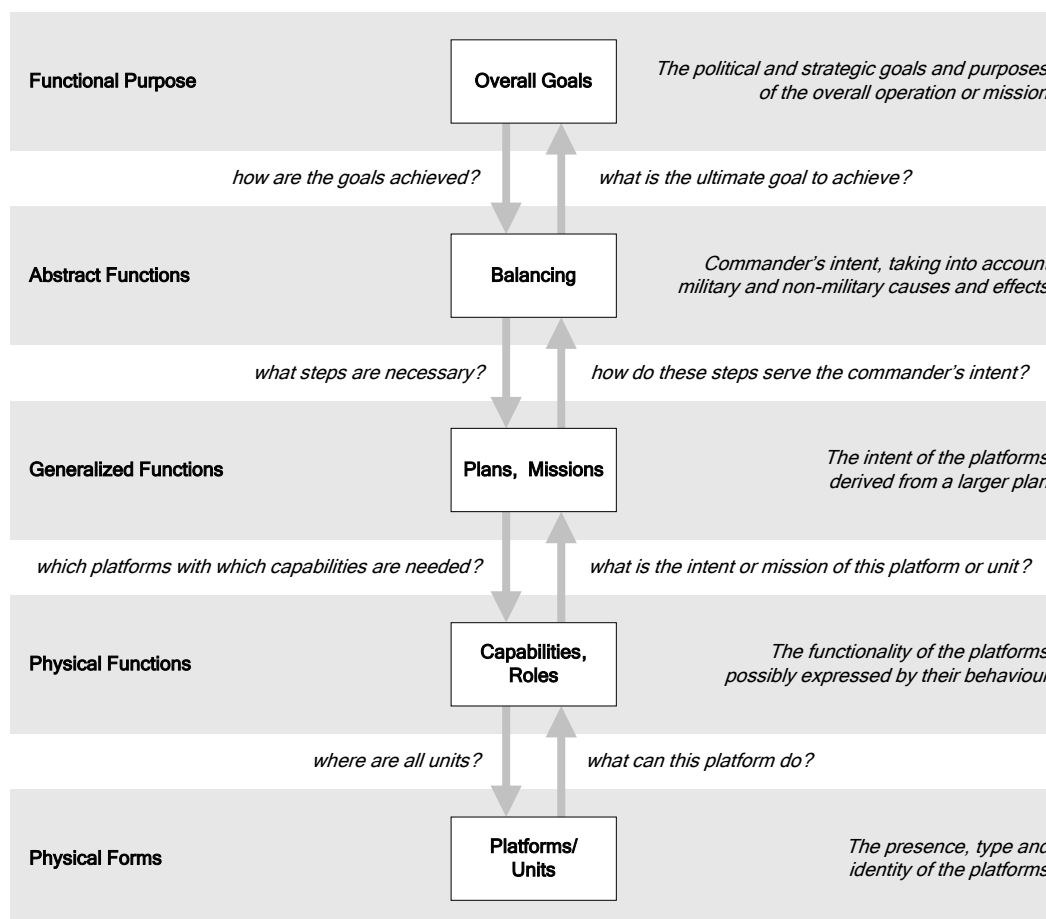 Functional Purpose
Overall Goals
The political and strategic goals and purposes
of the overall operation or mission
how are the goals achieved?
what is the ultimate goal to achieve?
Abstract Functions
Balancing
Commander's intent, taking into account
military and non-military causes and effects
what steps are necessary?
how do these steps serve the commander's intent?
Generalized Functions
Plans, Missions
The intent of the platforms
derived from a larger plan
which platforms with which capabilities are needed?
what is the intent or mission of this platform or unit?
Physical Functions
Capabilities,
Roles
The functionality of the platforms
possibly expressed by their behaviour
where are all units?
what can this platform do?
Physical Forms
Platforms/
Units
The presence, type and
identity of the platforms